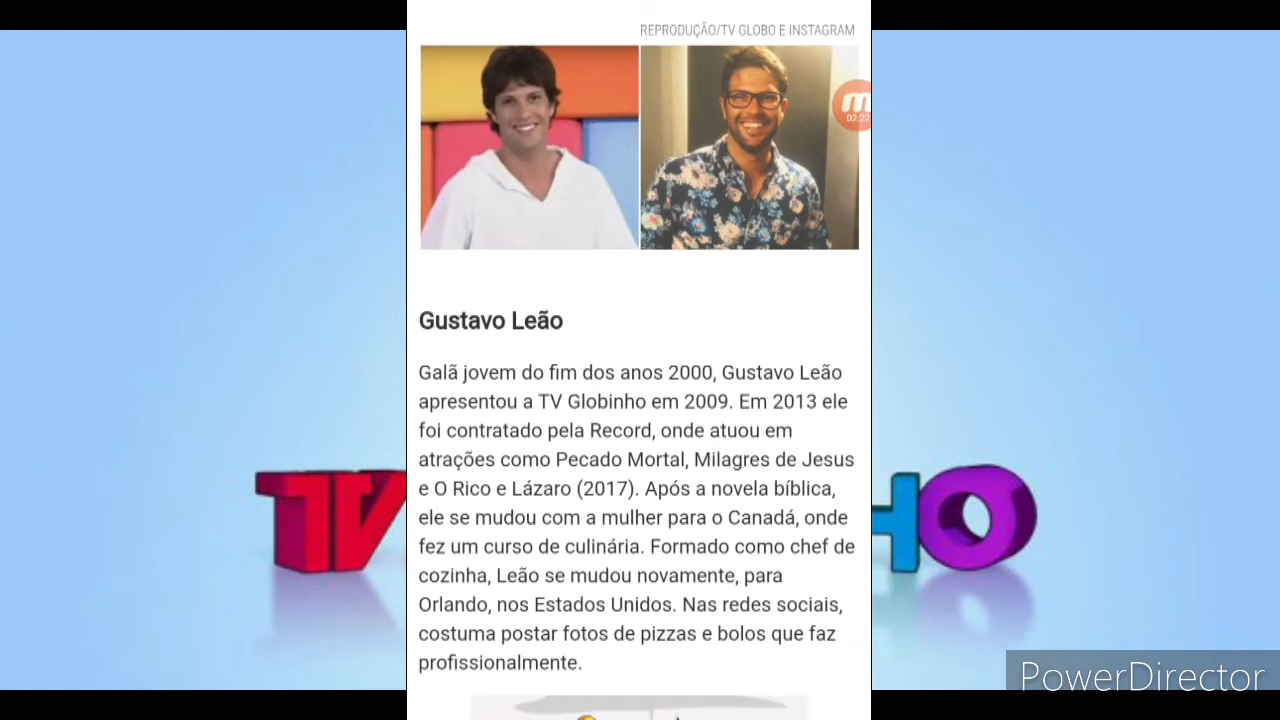 REPRODUÇÃO/TV GLOBO E INSTAGRAM
02:22
Gustavo Leão
Galã jovem do fim dos anos 2000, Gustavo Leão
apresentou a TV Globinho em 2009. Em 2013 ele
foi contratado pela Record, onde atuou em
atrações como Pecado Mortal, Milagres de Jesus
e O Rico e Lázaro (2017). Após a novela bíblica,
ele se mudou com a mulher para o Canadá, onde
fez um curso de culinária. Formado como chef de
cozinha, Leão se mudou novamente, para
Orlando, nos Estados Unidos. Nas redes sociais,
costuma postar fotos de pizzas e bolos que faz
profissionalmente.
TV HO
PowerDirector